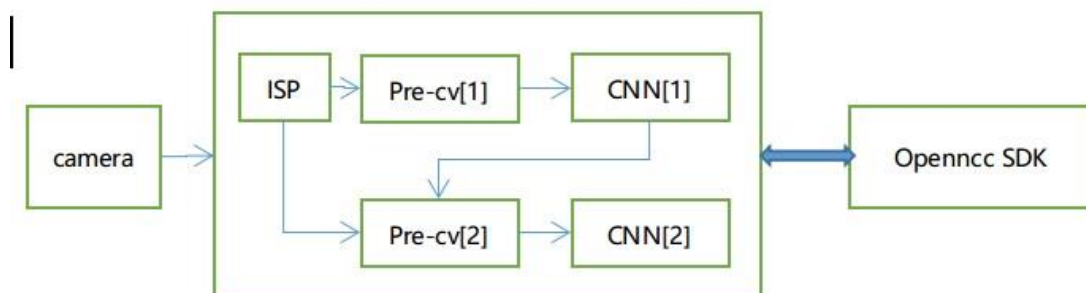 ISP
Pre-cv[1]
CNN[1]
camera
Openncc SDK
Pre-cv[2]
CNN[2]